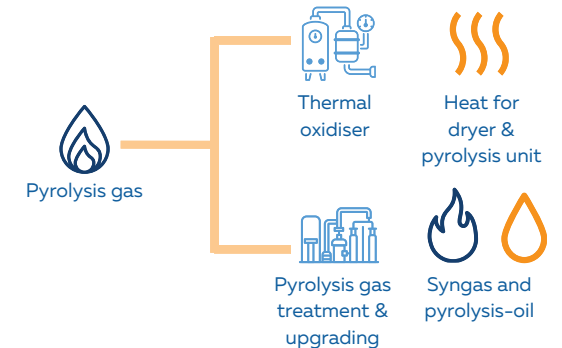 Thermal
oxidiser
Heat for
dryer &
pyrolysis unit
Pyrolysis gas
Pyrolysis gas
treatment &
upgrading
Syngas and
pyrolysis-oil